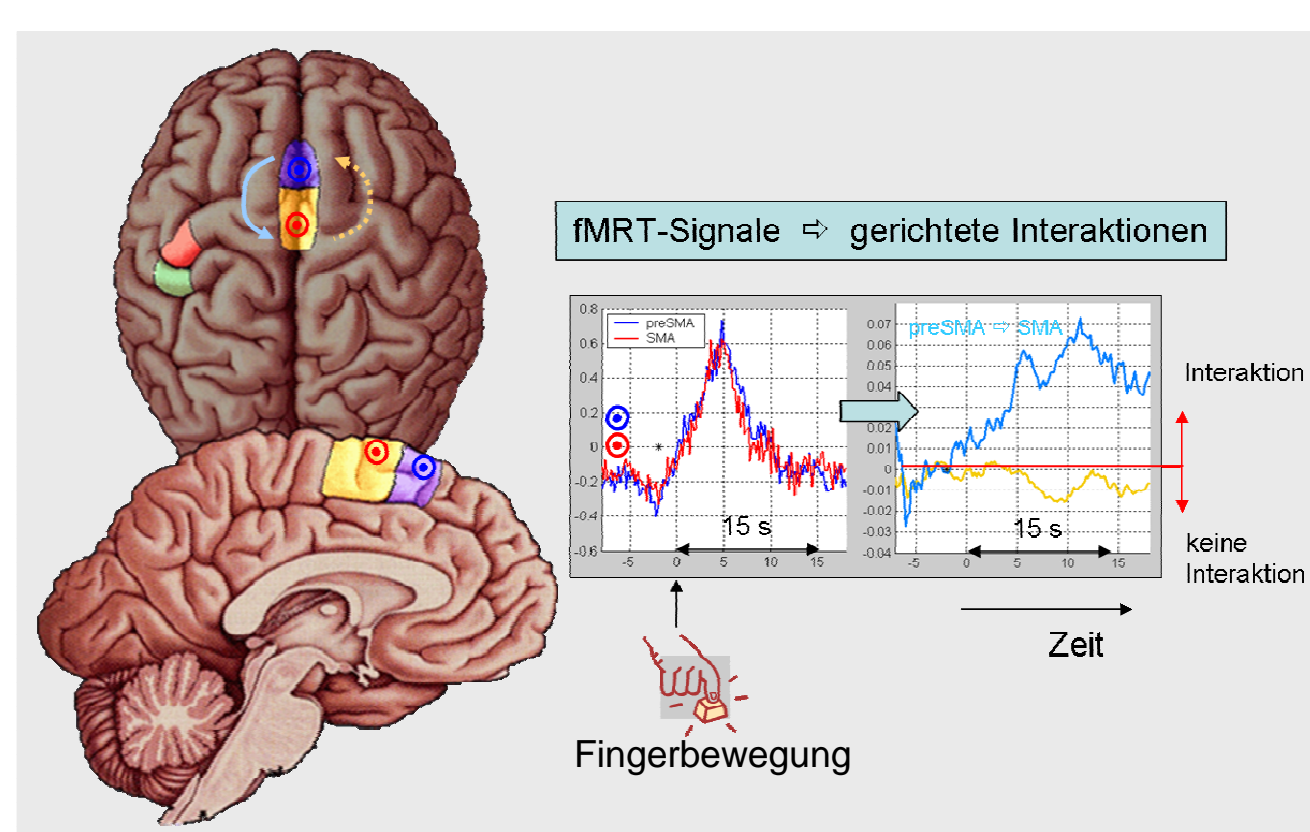 fMRT-Signale ⇨ gerichtete Interaktionen
0.8
0.6
0.4
0.2
0
-0.2
-0.4
-0.6
preSMA
SMA
15 s
-5 0 5 10 15
preSMA ⇨ SMA
0.07
0.06
0.05
0.04
0.02
0.01
0
-0.01
-0.02
-0.03
-0.04
15 s
-5 0 5 10 15
Interaktion
keine
Interaktion
Zeit
Fingerbewegung